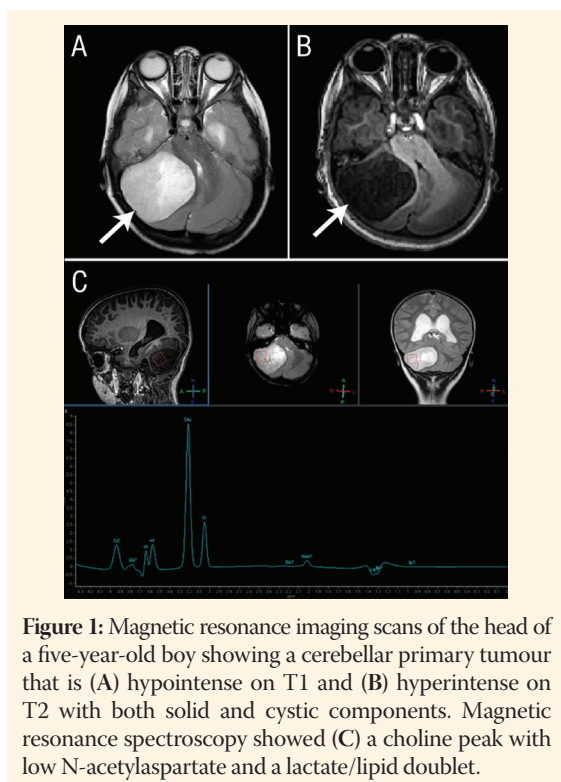 A
B
C
Cho
Cr2
Cr
Figure 1: Magnetic resonance imaging scans of the head of
a five-year-old boy showing a cerebellar primary tumour
that is (A) hypointense on T1 and (B) hyperintense on
T2 with both solid and cystic components. Magnetic
resonance spectroscopy showed (C) a choline peak with
low N-acetylaspartate and a lactate/lipid doublet.